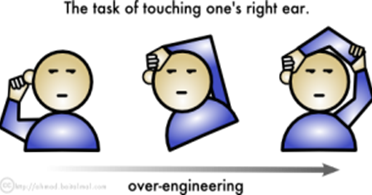 The task of touching one's right ear.
over-engineering